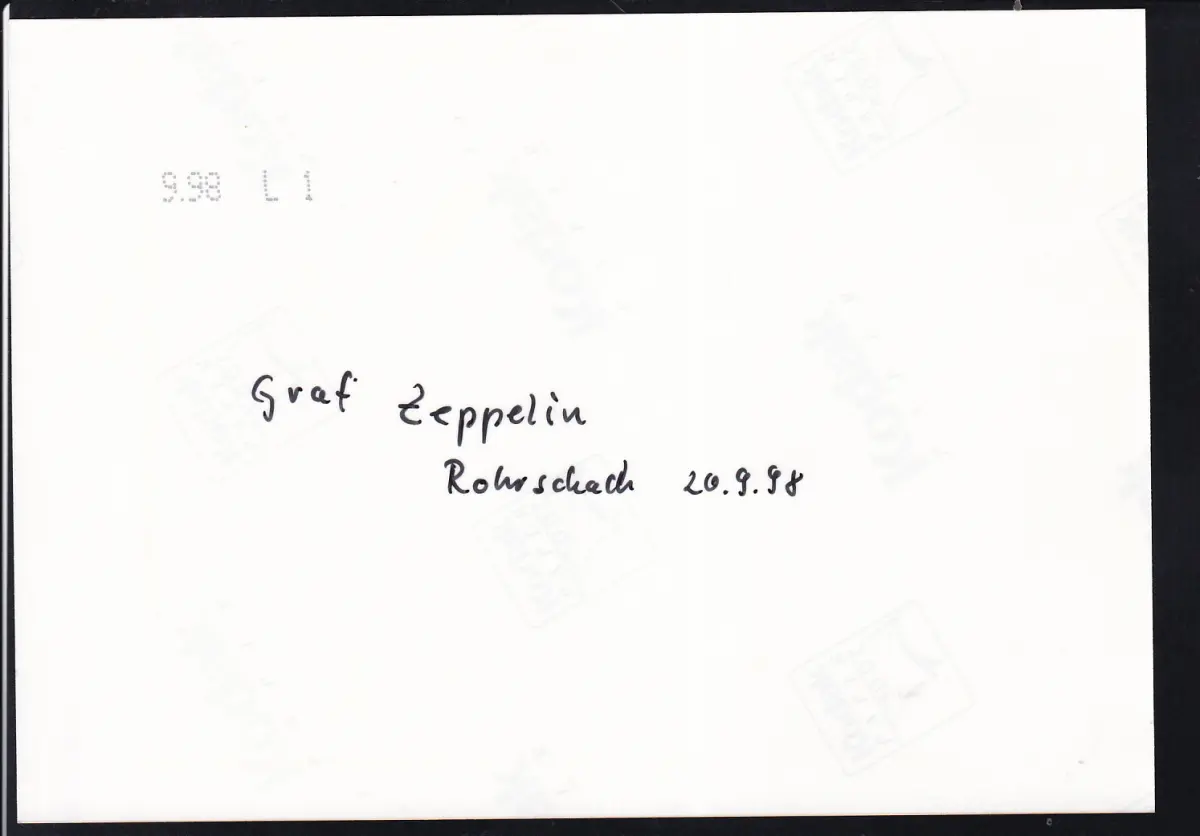 9.98 L 1
Graf Zeppelin
Rohrschach 20.9.98